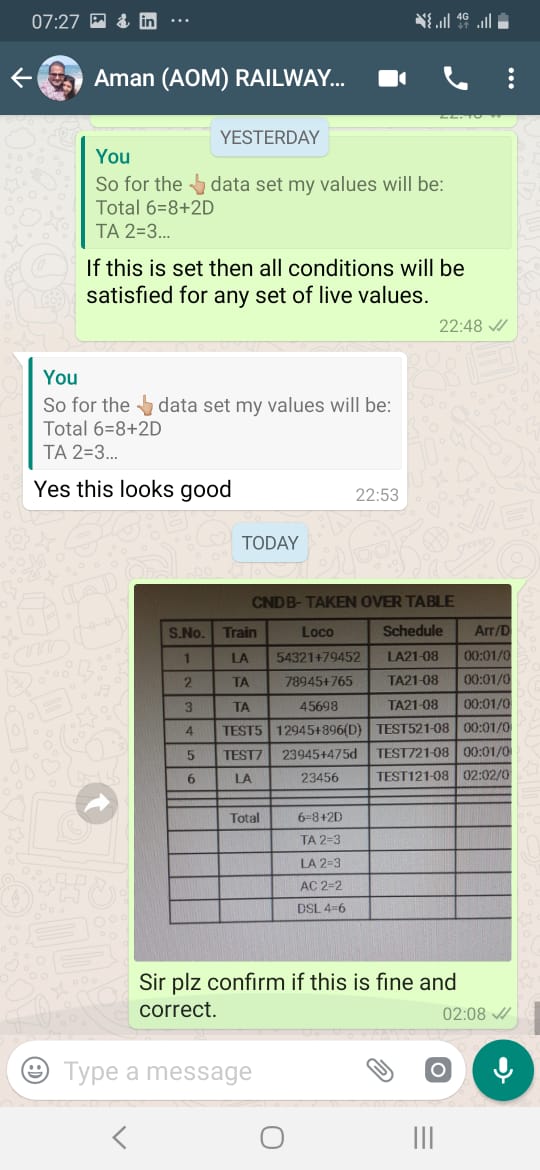 07:27
4G
Aman (AOM) RAILWAY...
YESTERDAY
You
So for the 👆🏼 data set my values will be:
Total 6=8+2D
TA 2=3...
If this is set then all conditions will be
satisfied for any set of live values.
22:48
You
So for the 👆🏼 data set my values will be:
Total 6=8+2D
TA 2=3...
Yes this looks good
22:53
TODAY
CNDB- TAKEN OVER TABLE
S.No. Train Loco Schedule Arr/D
1 LA 54321+79452 LA21-08 00:01/0
2 TA 78945+765 TA21-08 00:01/0
3 TA 45698 TA21-08 00:01/0
4 TEST5 12945+896(D) TEST521-08 00:01/0
5 TEST7 23945+475d TEST721-08 00:01/0
6 LA 23456 TEST121-08 02:02/0
Total 6=8+2D
TA 2=3
LA 2=3
AC 2=2
DSL 4=6
Sir plz confirm if this is fine and
correct.
02:08
Type a message